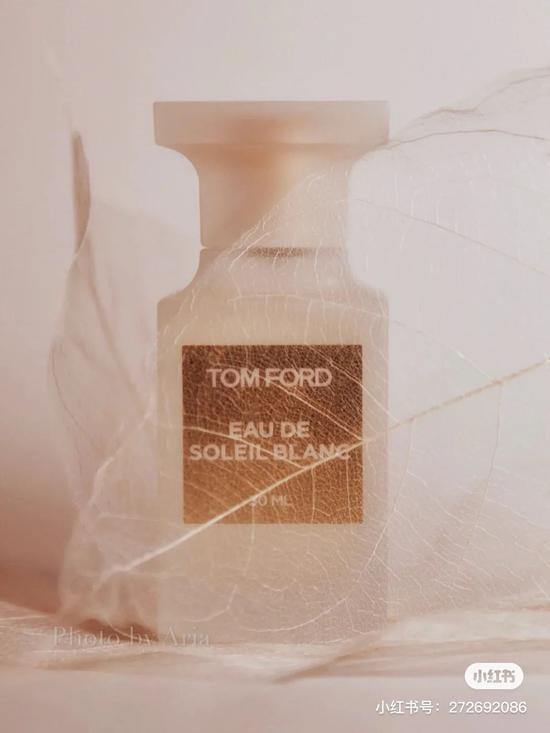 TOM FORD
EAU DE
SOLEIL BLANC
ML
Photo by Aria
小红书
小红书号：272692086